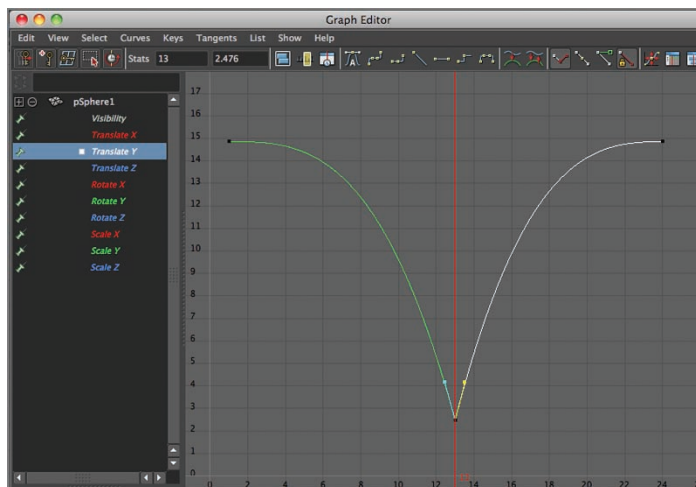 Graph Editor
Edit View Select Curves Keys Tangents List Show Help
Stats 13 2.476
pSphere1
Visibility
Translate X
Translate Y
Translate Z
Rotate X
Rotate Y
Rotate Z
Scale X
Scale Y
Scale Z
17
16
15
14
13
12
11
10
9
8
7
6
5
4
3
2
1
0
0 2 4 6 8 10 12 14 16 18 20 22 24